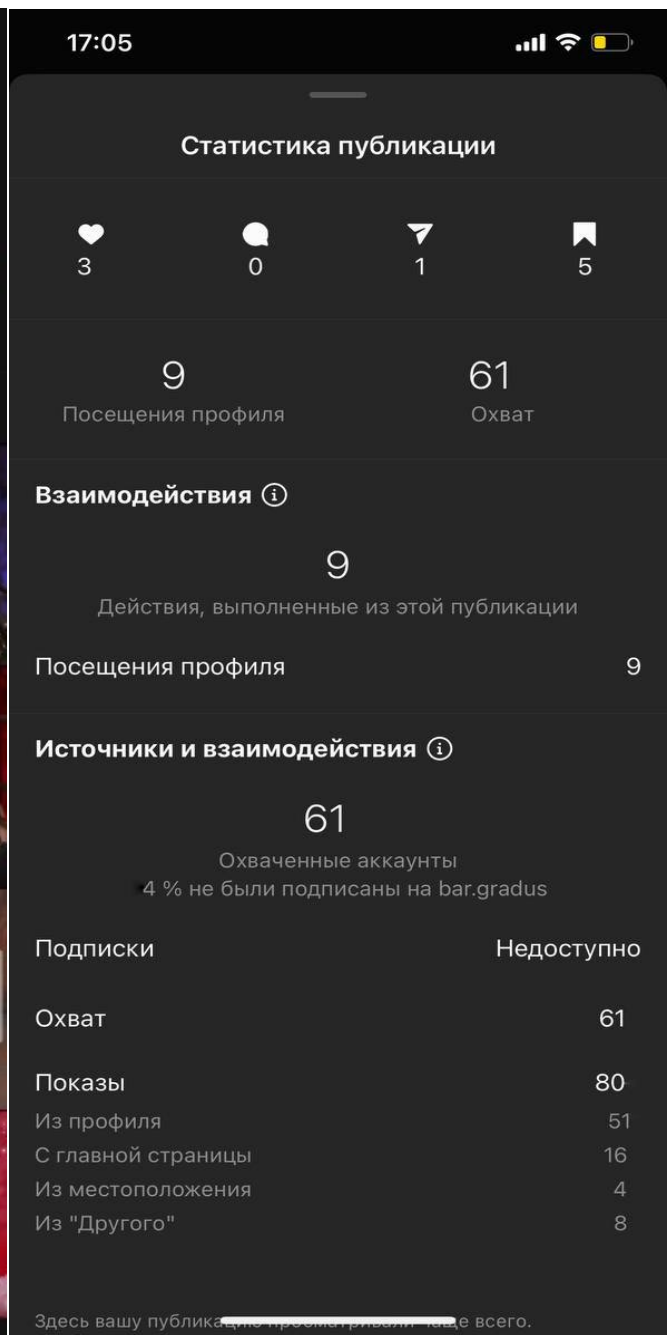 17:05
Статистика публикации
3 0 1 5
9 61
Посещения профиля Охват
Взаимодействия
9
Действия, выполненные из этой публикации
Посещения профиля 9
Источники и взаимодействия
61
Охваченные аккаунты
4 % не были подписаны на bar.gradus
Подписки Недоступно
Охват 61
Показы 80
Из профиля 51
С главной страницы 16
Из местоположения 4
Из "Другого" 8
Здесь вашу чаще всего.